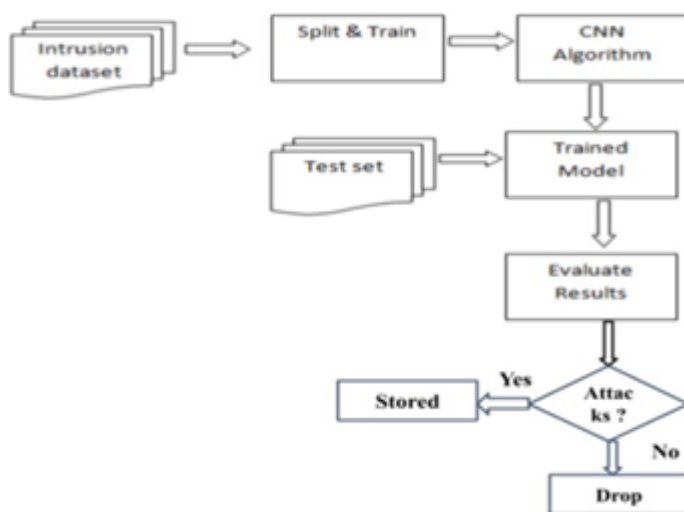 Intrusion
dataset
Split & Train
CNN
Algorithm
Test set
Trained
Model
Evaluate
Results
Yes
Stored
Attac
ks ?
No
Drop